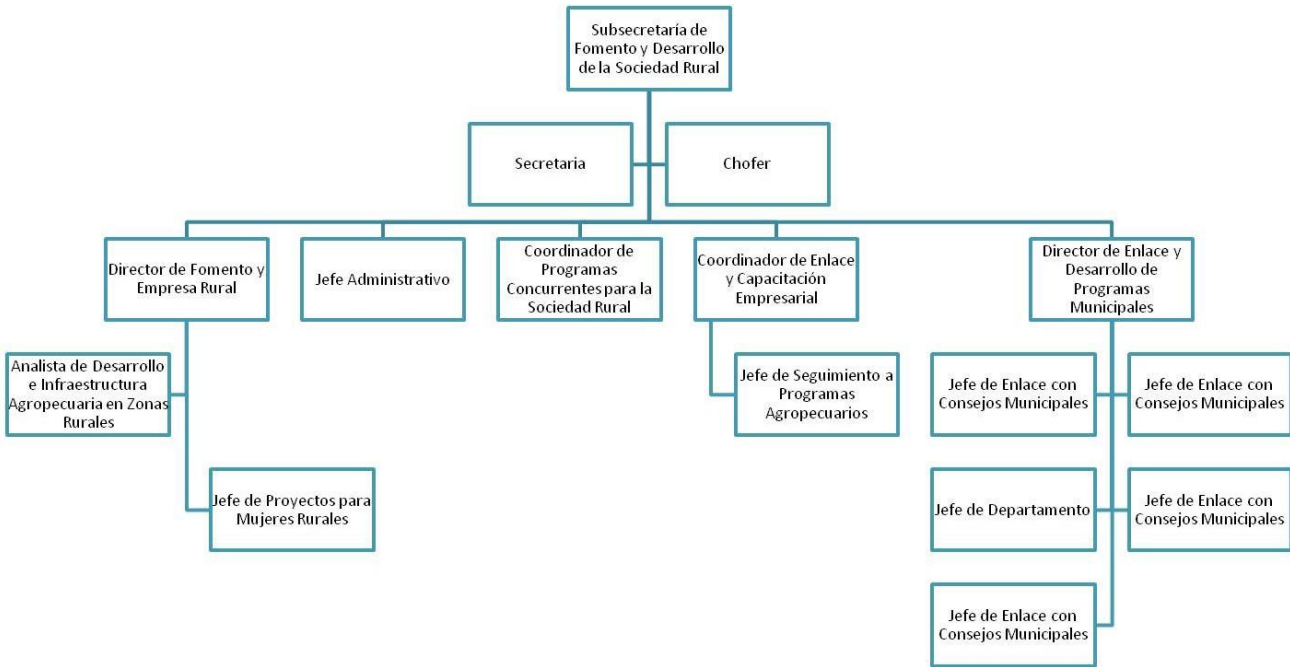 Subsecretaría de
Fomento y Desarrollo
de la Sociedad Rural
Secretaria
Chofer
Director de Fomento y
Empresa Rural
Jefe Administrativo
Coordinador de
Programas
Concurrentes para la
Sociedad Rural
Coordinador de Enlace
y Capacitación
Empresarial
Director de Enlace y
Desarrollo de
Programas
Municipales
Analista de Desarrollo
e Infraestructura
Agropecuaria en Zonas
Rurales
Jefe de Seguimiento a
Programas
Agropecuarios
Jefe de Enlace con
Consejos Municipales
Jefe de Enlace con
Consejos Municipales
Jefe de Proyectos para
Mujeres Rurales
Jefe de Departamento
Jefe de Enlace con
Consejos Municipales
Jefe de Enlace con
Consejos Municipales